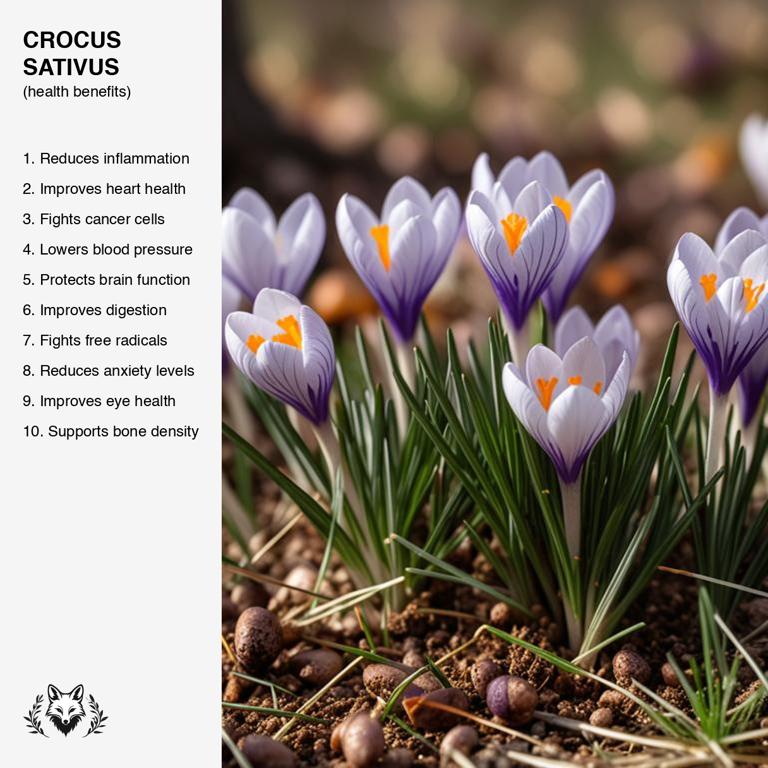 CROCUS
SATIVUS
(health benefits)
1. Reduces inflammation
2. Improves heart health
3. Fights cancer cells
4. Lowers blood pressure
5. Protects brain function
6. Improves digestion
7. Fights free radicals
8. Reduces anxiety levels
9. Improves eye health
10. Supports bone density